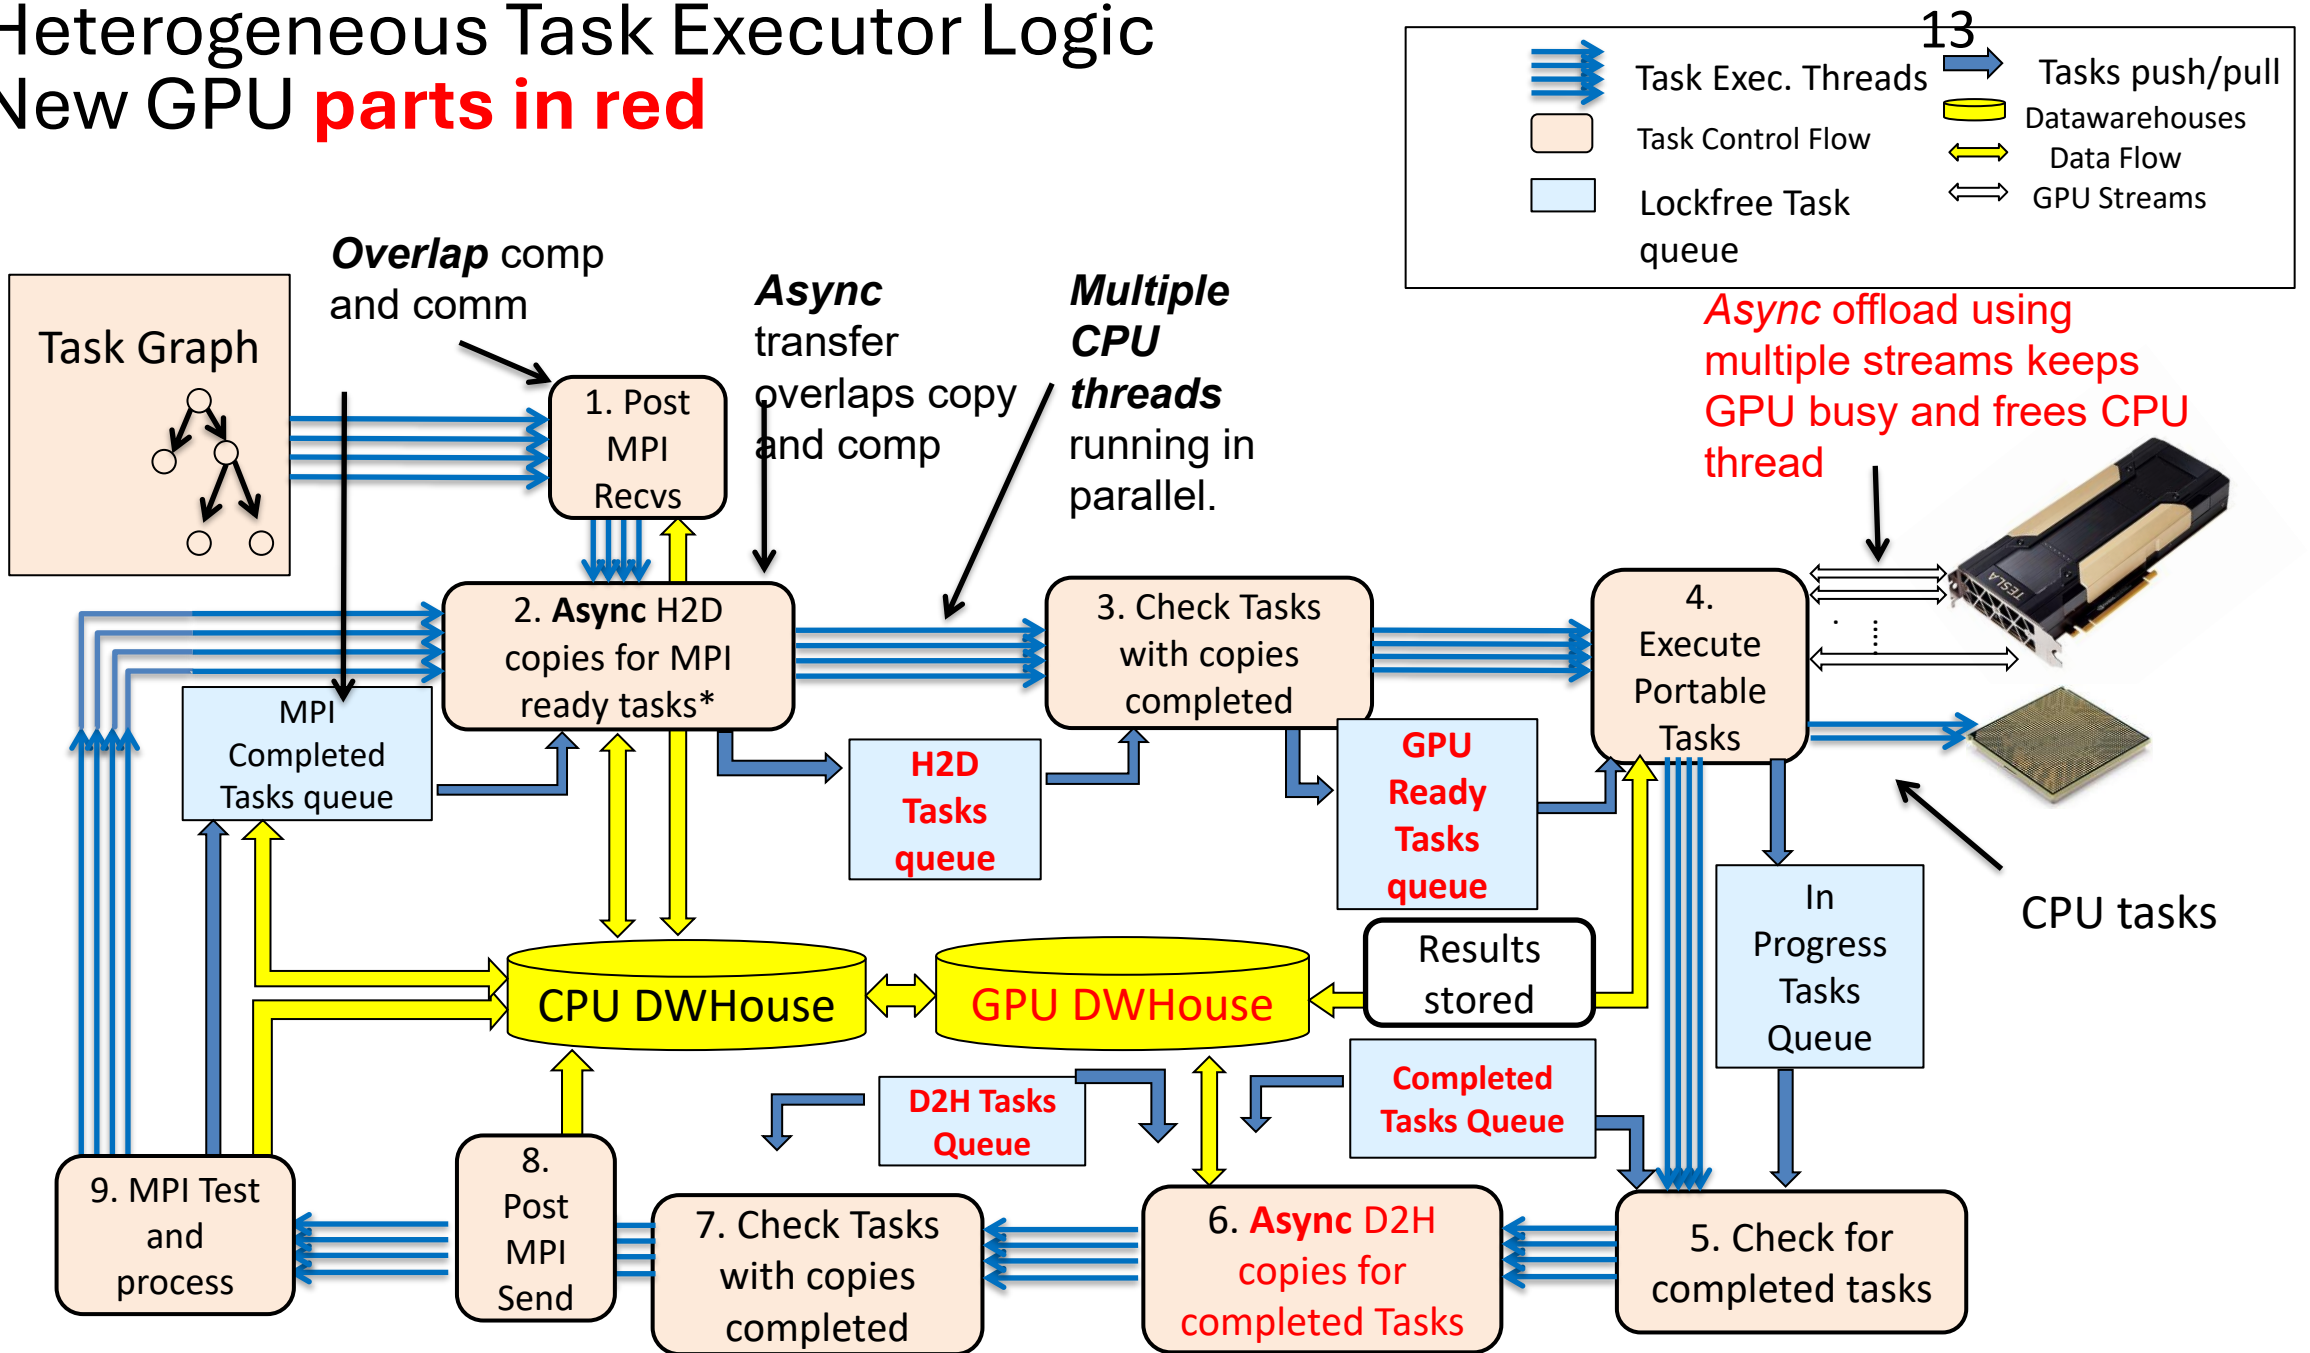 Heterogeneous Task Executor Logic
New GPU parts in red
13
Task Exec. Threads
Task Control Flow
Lockfree Task
queue
Tasks push/pull
Datawarehouses
Data Flow
GPU Streams
Overlap comp
and comm
Async
transfer
overlaps copy
and comp
Multiple
CPU
threads
running in
parallel.
Async offload using
multiple streams keeps
GPU busy and frees CPU
thread
Task Graph
1. Post
MPI
Recvs
2. Async H2D
copies for MPI
ready tasks*
3. Check Tasks
with copies
completed
4.
Execute
Portable
Tasks
TESLA
MPI
Completed
Tasks queue
H2D
Tasks
queue
GPU
Ready
Tasks
queue
In
Progress
Tasks
Queue
CPU tasks
CPU DWHouse
GPU DWHouse
Results
stored
D2H Tasks
Queue
Completed
Tasks Queue
9. MPI Test
and
process
8.
Post
MPI
Send
7. Check Tasks
with copies
completed
6. Async D2H
copies for
completed Tasks
5. Check for
completed tasks